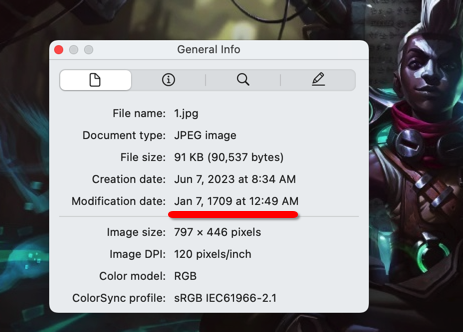 General Info
File name: 1.jpg
Document type: JPEG image
File size: 91 KB (90,537 bytes)
Creation date: Jun 7, 2023 at 8:34 AM
Modification date: Jan 7, 1709 at 12:49 AM
Image size: 797 × 446 pixels
Image DPI: 120 pixels/inch
Color model: RGB
ColorSync profile: sRGB IEC61966-2.1